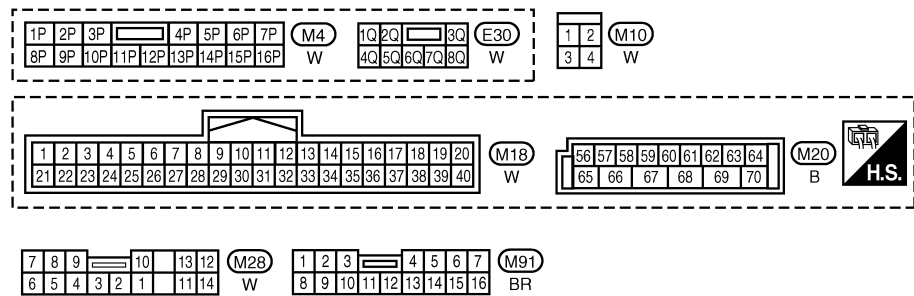 1P 2P 3P 4P 5P 6P 7P M4
8P 9P 10P 11P 12P 13P 14P 15P 16P W
1Q 2Q 3Q E30
4Q 5Q 6Q 7Q 8Q W
1 2 M10
3 4 W
1 2 3 4 5 6 7 8 9 10 11 12 13 14 15 16 17 18 19 20 M18
21 22 23 24 25 26 27 28 29 30 31 32 33 34 35 36 37 38 39 40 W
56 57 58 59 60 61 62 63 64 M20
65 66 67 68 69 70 B
H.S.
7 8 9 10 13 12 M28
6 5 4 3 2 1 11 14 W
1 2 3 4 5 6 7 M91
8 9 10 11 12 13 14 15 16 BR